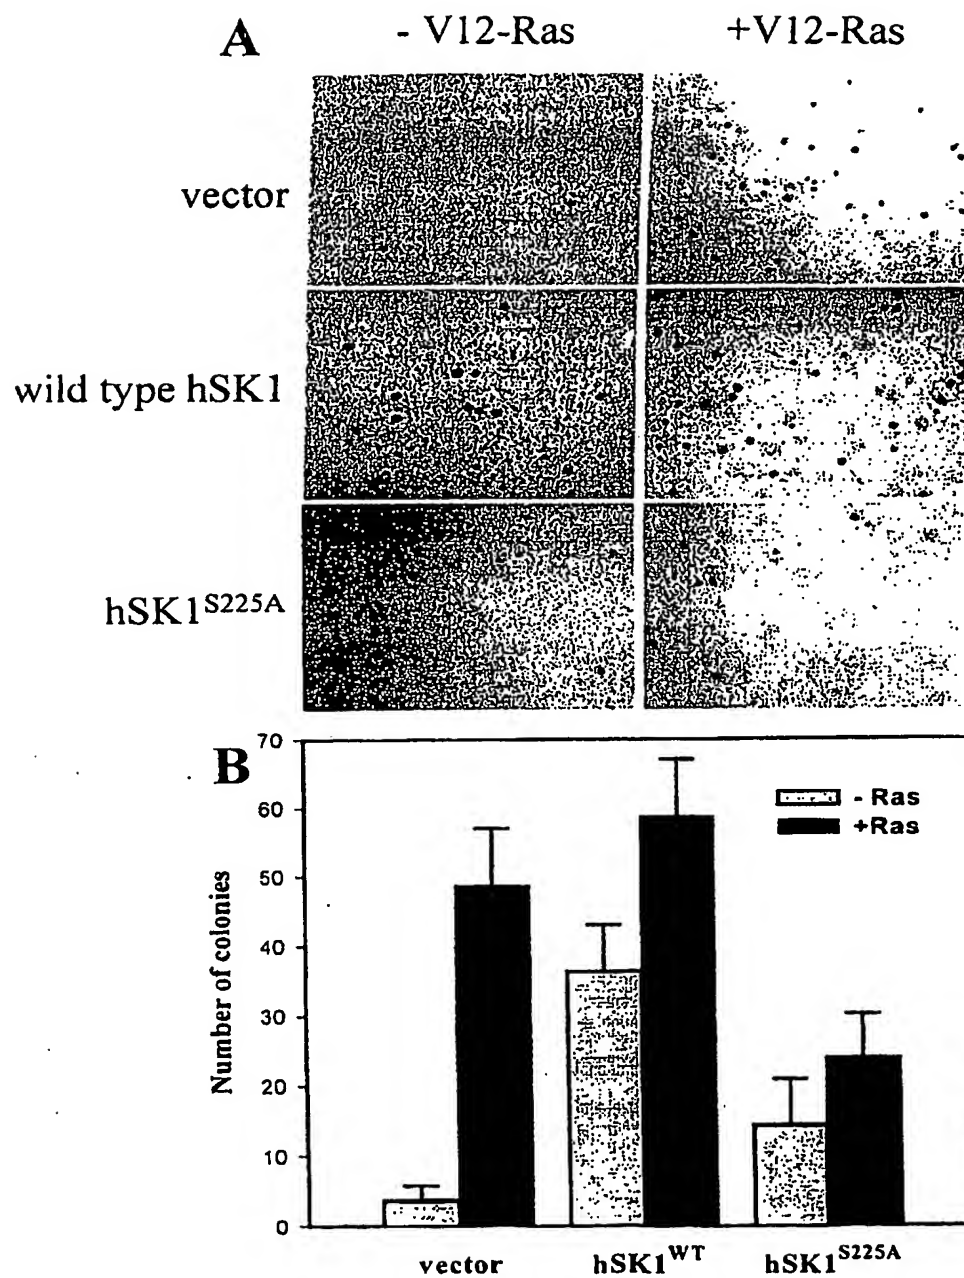 A - V12-Ras +V12-Ras
vector
wild type hSK1
hSK1S225A
B
70
60
50
40
30
20
10
0
Number of colonies
- Ras
+Ras
vector hSK1WT hSK1S225A